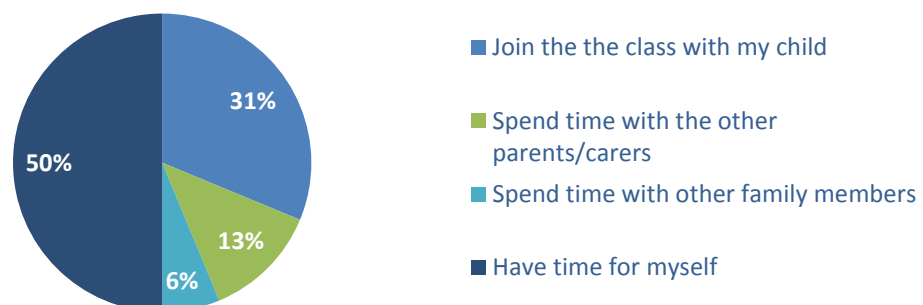 31%
13%
6%
50%
Join the the class with my child
Spend time with the other
parents/carers
Spend time with other family members
Have time for myself